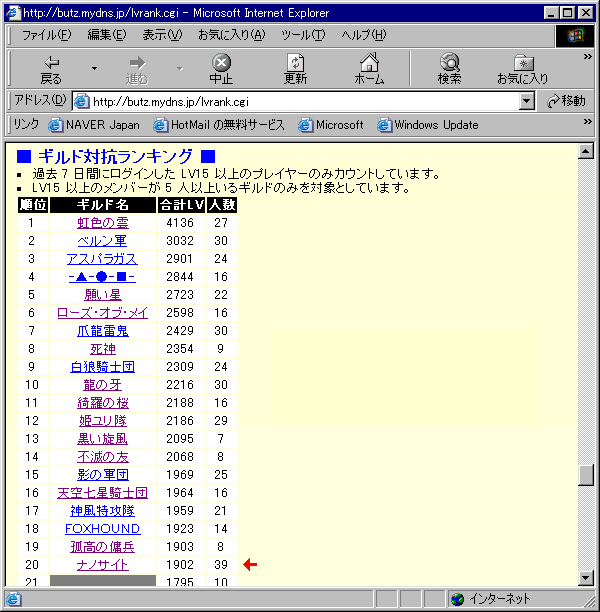 http://butz.mydns.jp/lvrank.cgi - Microsoft Internet Explorer
ファイル(F) 編集(E) 表示(V) お気に入り(A) ツール(T) ヘルプ(H)
戻る 進む 中止 更新 ホーム 検索 お気に入り »
アドレス(D) http://butz.mydns.jp/lvrank.cgi 移動
リンク NAVER Japan HotMail の無料サービス Microsoft Windows Update »
■ ギルド対抗ランキング ■
▪ 過去 7 日間にログインした LV15 以上のプレイヤーのみカウントしています。
▪ LV15 以上のメンバーが 5 人以上いるギルドのみを対象としています。
順位 ギルド名 合計LV 人数
1 虹色の雲 4136 27
2 ベルン軍 3032 30
3 アスパラガス 2901 24
4 -▲-●-■- 2844 16
5 願い星 2723 22
6 ローズ・オブ・メイ 2598 16
7 爪龍雷鬼 2429 30
8 死神 2354 9
9 白狼騎士団 2309 24
10 龍の牙 2216 30
11 綺羅の桜 2188 16
12 姫ユリ隊 2186 29
13 黒い旋風 2095 7
14 不滅の友 2068 8
15 影の軍団 1969 25
16 天空七星騎士団 1964 16
17 神風特攻隊 1959 21
18 FOXHOUND 1923 14
19 孤高の傭兵 1903 8
20 ナノサイト 1902 39
21 1795 10
インターネット